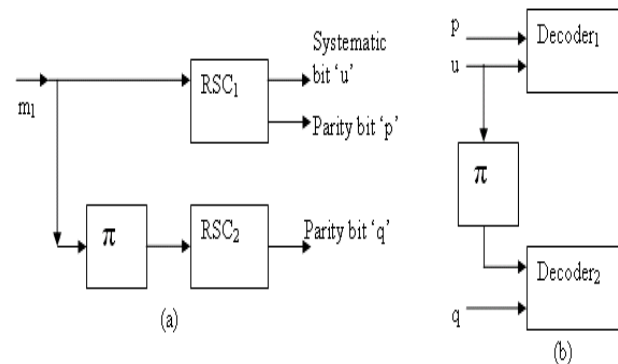 Systematic
bit ‘u’
RSC₁
m₁
Parity bit ‘p’
π
RSC₂
Parity bit ‘q’
(a)
p
Decoder₁
u
π
Decoder₂
q
(b)